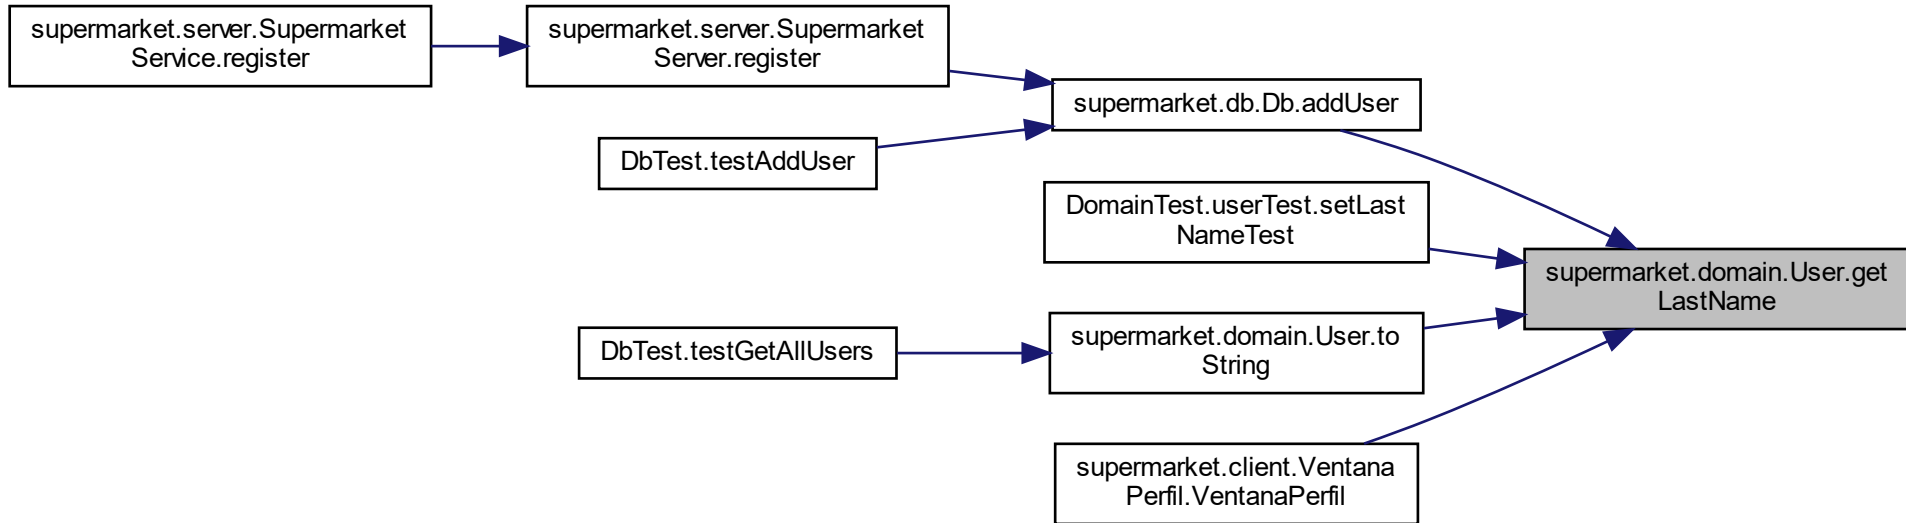 supermarket.server.Supermarket
Service.register
supermarket.server.Supermarket
Server.register
supermarket.db.Db.addUser
DbTest.testAddUser
DomainTest.userTest.setLast
NameTest
supermarket.domain.User.get
LastName
DbTest.testGetAllUsers
supermarket.domain.User.to
String
supermarket.client.Ventana
Perfil.VentanaPerfil